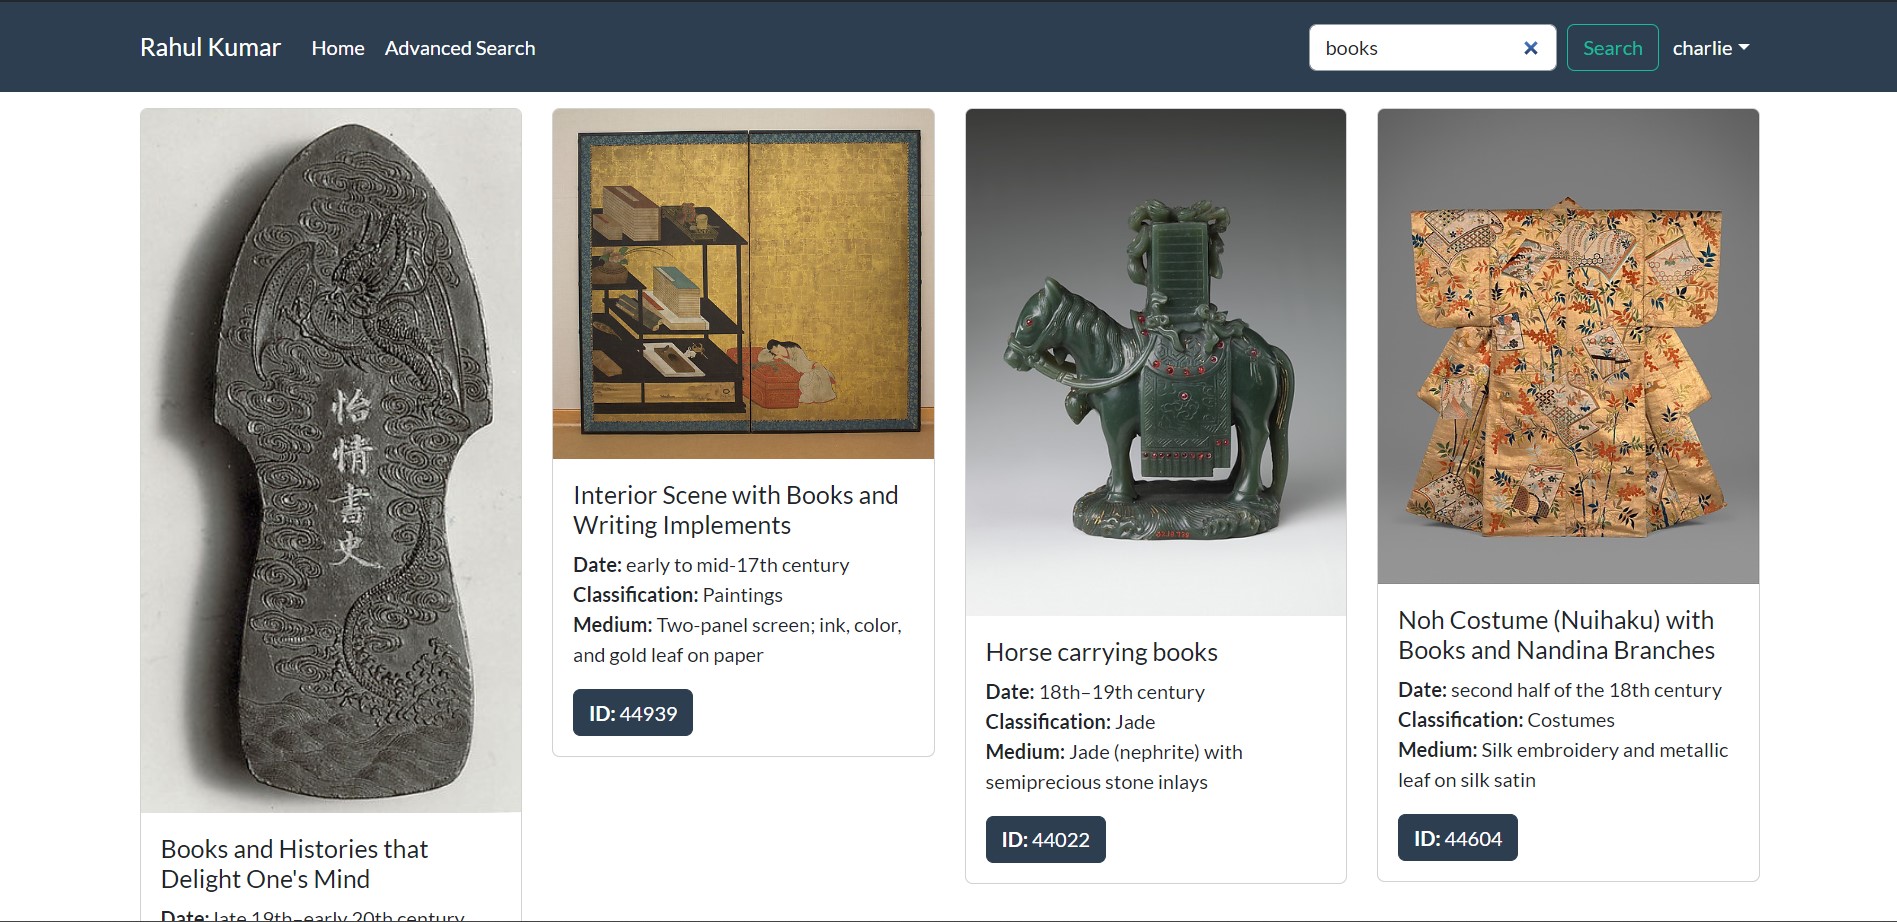 Rahul Kumar
Home
Advanced Search
books
Search
charlie
怡情書史
Books and Histories that
Delight One's Mind
Date: late 19th–early 20th century
Interior Scene with Books and
Writing Implements
Date: early to mid-17th century
Classification: Paintings
Medium: Two-panel screen; ink, color,
and gold leaf on paper
ID: 44939
Horse carrying books
Date: 18th–19th century
Classification: Jade
Medium: Jade (nephrite) with
semiprecious stone inlays
ID: 44022
Noh Costume (Nuihaku) with
Books and Nandina Branches
Date: second half of the 18th century
Classification: Costumes
Medium: Silk embroidery and metallic
leaf on silk satin
ID: 44604